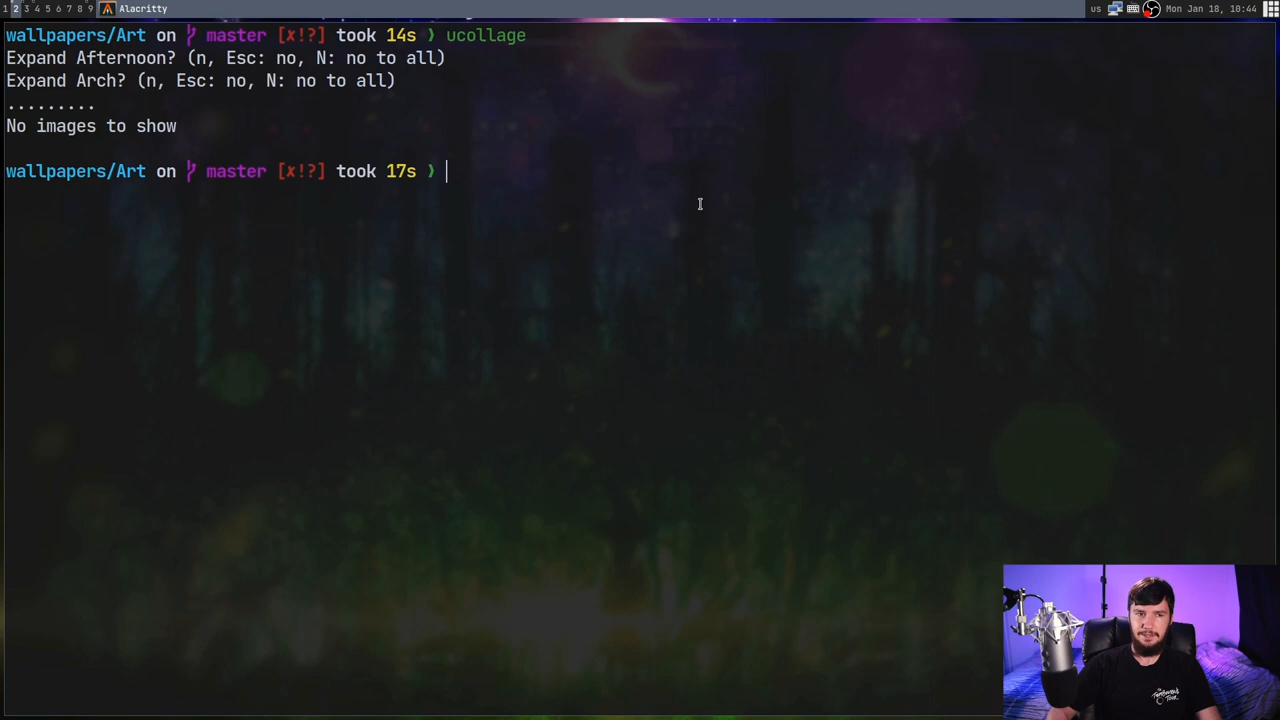 1 2 3 4 5 6 7 8 9 Alacritty us Mon Jan 18, 18:44
wallpapers/Art on master [✗!?] took 14s ❯ ucollage
Expand Afternoon? (n, Esc: no, N: no to all)
Expand Arch? (n, Esc: no, N: no to all)
.........
No images to show
wallpapers/Art on master [✗!?] took 17s ❯